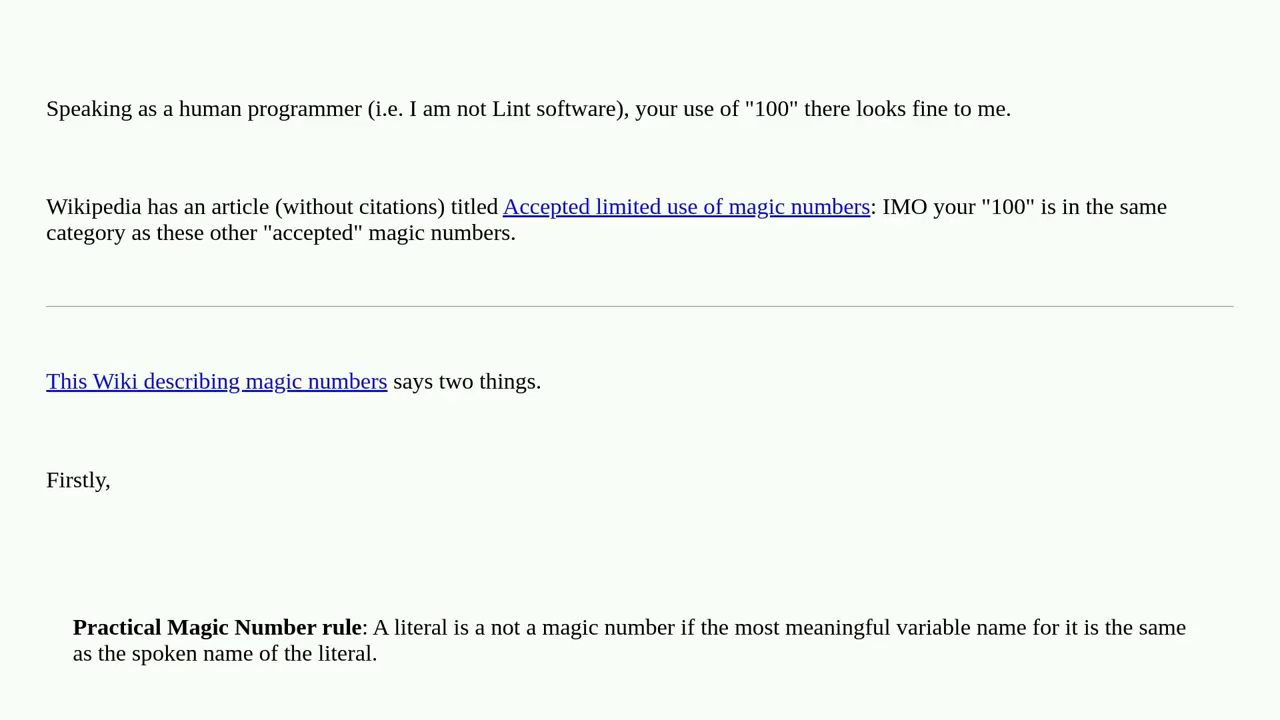 Speaking as a human programmer (i.e. I am not Lint software), your use of "100" there looks fine to me.
Wikipedia has an article (without citations) titled Accepted limited use of magic numbers: IMO your "100" is in the same
category as these other "accepted" magic numbers.
This Wiki describing magic numbers says two things.
Firstly,
Practical Magic Number rule: A literal is a not a magic number if the most meaningful variable name for it is the same
as the spoken name of the literal.